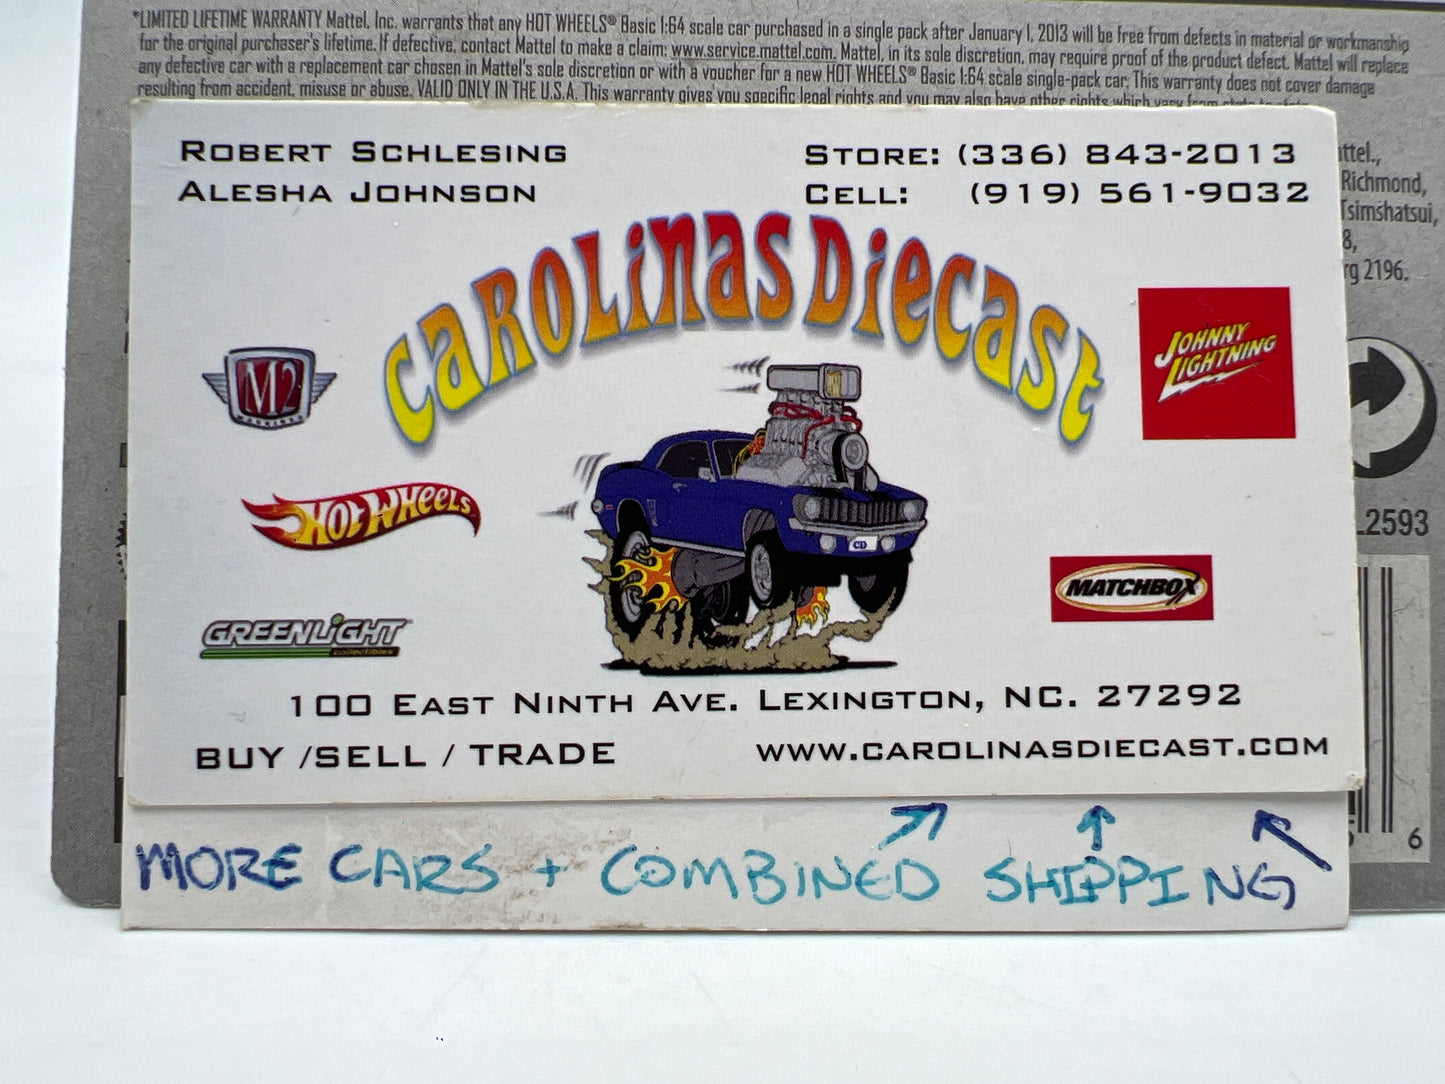 *LIMITED LIFETIME WARRANTY Mattel, Inc. warrants that any HOT WHEELS® Basic 1:64 scale car purchased in a single pack after January 1, 2013 will be free from defects in material or workmanship
for the original purchaser's lifetime. If defective, contact Mattel to make a claim: www.service.mattel.com. Mattel, in its sole discretion, may require proof of the product defect. Mattel will replace
any defective car with a replacement car chosen in Mattel's sole discretion or with a voucher for a new HOT WHEELS® Basic 1:64 scale single-pack car. This warranty does not cover damage
resulting from accident, misuse or abuse. VALID ONLY IN THE U.S.A. This warranty gives you specific legal rights and you may also have other rights which vary from state to state.
ttel.,
Richmond,
Tsimshatsui,
8,
rg 2196.
L2593
6
Robert Schlesing
Alesha Johnson
Store: (336) 843-2013
Cell: (919) 561-9032
Carolinas Diecast
M2
MACHINES
HOT WHEELS
GREENLiGHT
collectibles
JOHNNY
LIGHTNING
MATCHBOX
100 East Ninth Ave. Lexington, NC. 27292
BUY /SELL / TRADE
www.carolinasdiecast.com
MORE CARS + COMBINED SHIPPING